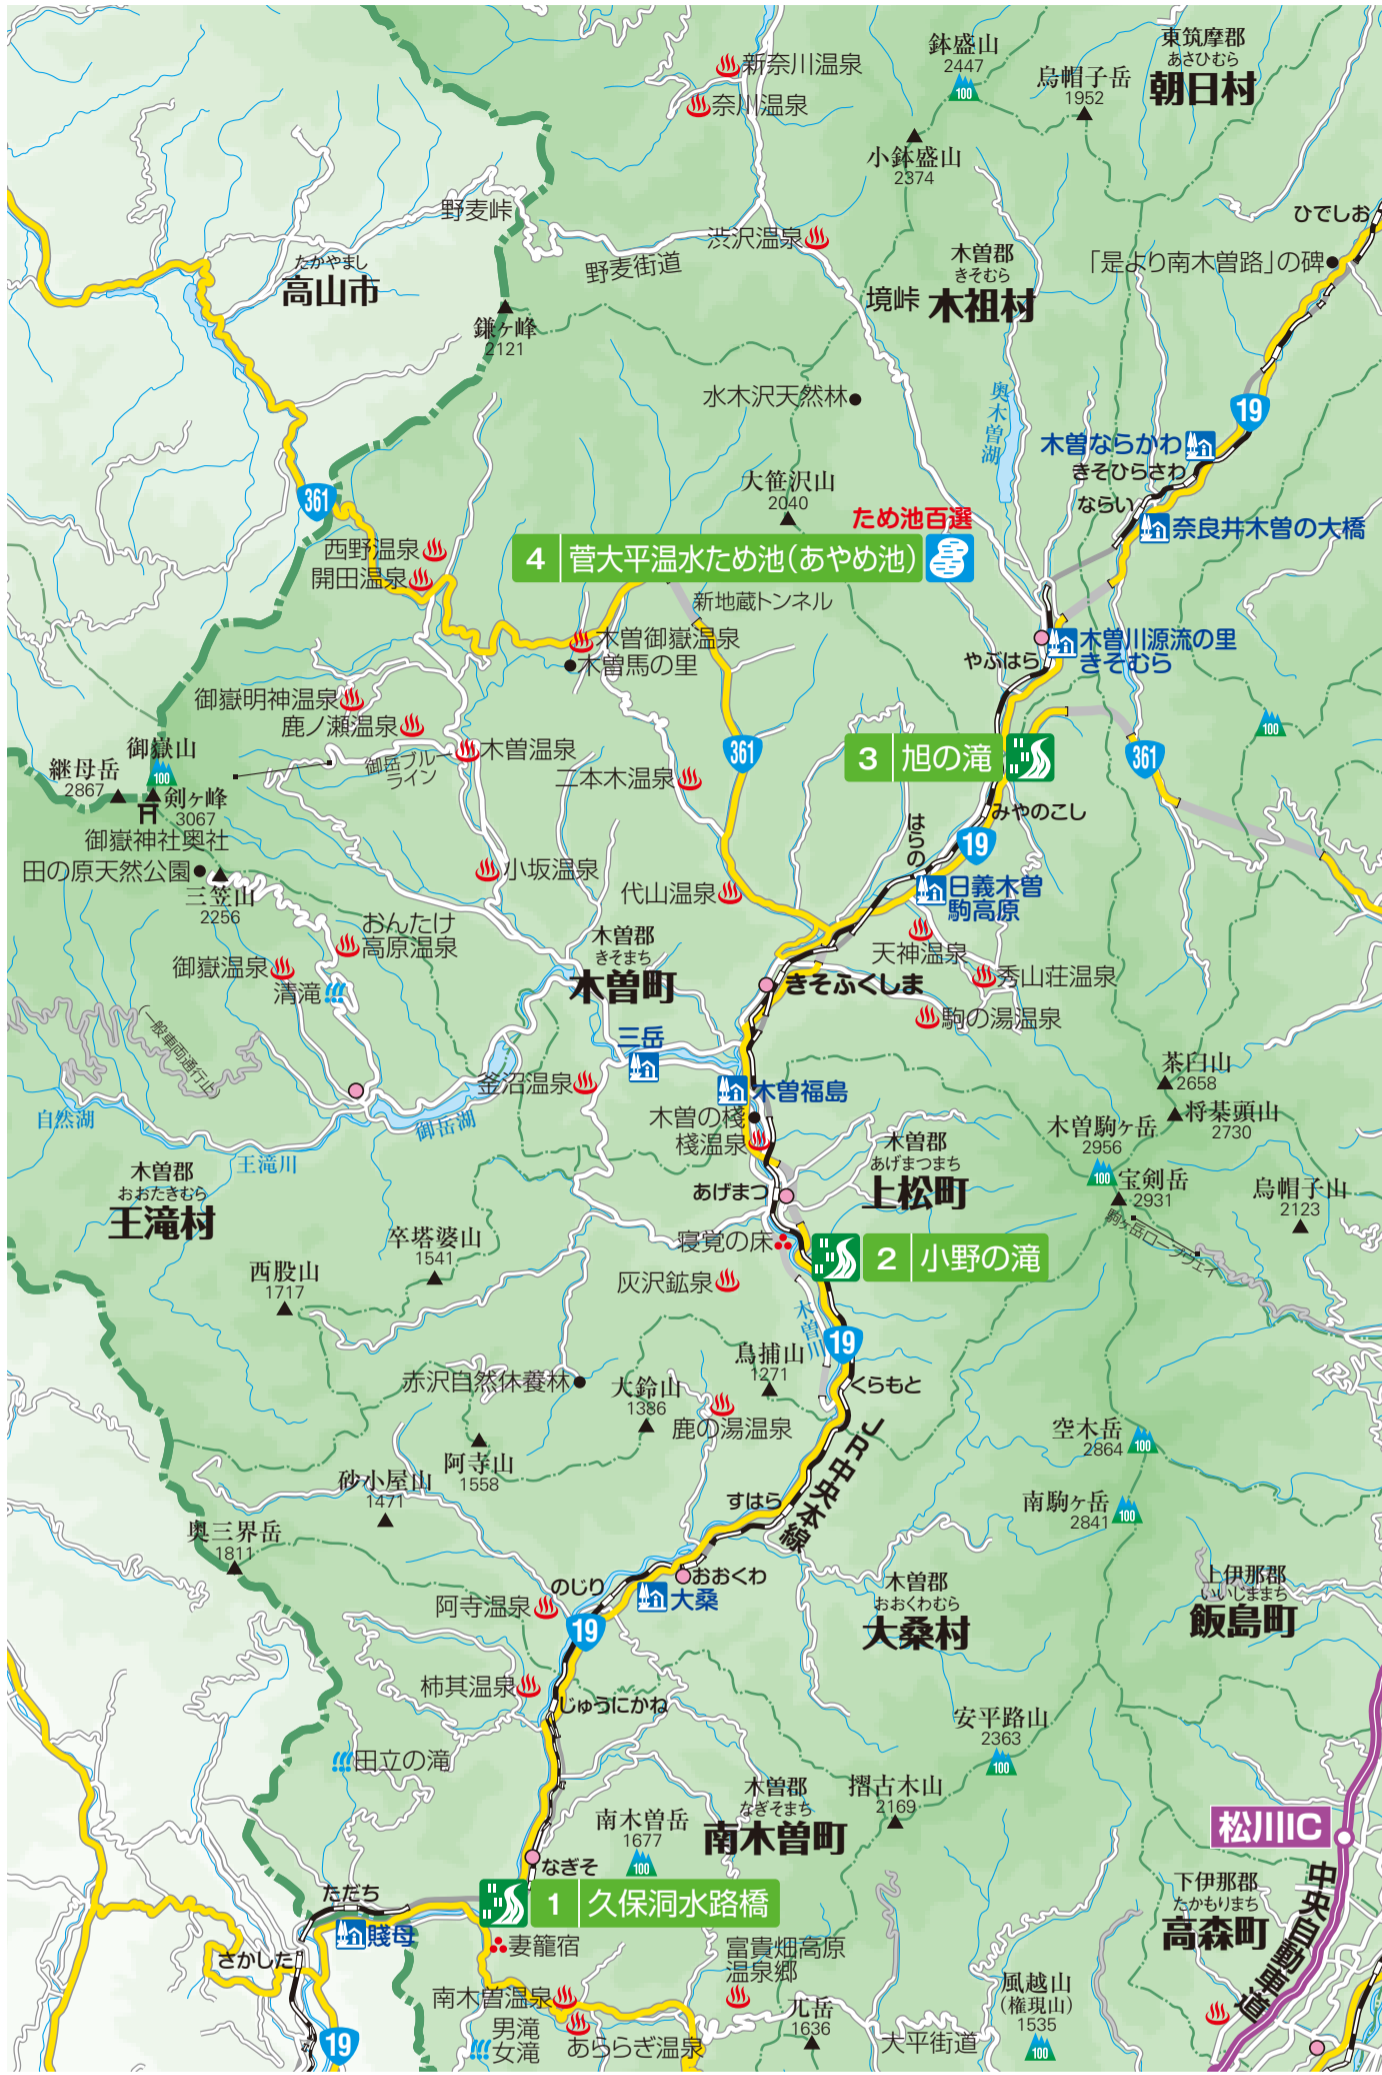 東筑摩郡
あさひむら
朝日村
鉢盛山
2447
100
烏帽子岳
1952
新奈川温泉
奈川温泉
小鉢盛山
2374
野麦峠
渋沢温泉
野麦街道
ひでしお
「是より南木曽路」の碑
木曽郡
きそむら
木祖村
境峠
たかやまし
高山市
鎌ヶ峰
2121
水木沢天然林
奥木曽湖
19
木曽ならかわ
きそひらさわ
ならい
奈良井木曽の大橋
大笹沢山
2040
ため池百選
4 菅大平温水ため池(あやめ池)
361
西野温泉
開田温泉
新地蔵トンネル
木曽御嶽温泉
木曽馬の里
木曽川源流の里
きそむら
やぶはら
御嶽明神温泉
鹿ノ瀬温泉
御嶽山
100
継母岳
2867
剣ヶ峰
3067
御嶽神社奥社
御岳ブルー
ライン
木曽温泉
二本木温泉
361
3 旭の滝
361
100
みやのこし
はらの
19
日義木曽
駒高原
田の原天然公園
三笠山
2256
小坂温泉
代山温泉
おんたけ
高原温泉
御嶽温泉
清滝
木曽郡
きそまち
木曽町
天神温泉
秀山荘温泉
きそふくしま
駒の湯温泉
一般車両通行止
三岳
釜沼温泉
木曽福島
木曽の棧
棧温泉
茶臼山
2658
将棊頭山
2730
木曽駒ヶ岳
2956
100
宝剣岳
2931
烏帽子山
2123
駒ヶ岳ロープウェイ
自然湖
御岳湖
王滝川
木曽郡
おおたきむら
王滝村
木曽郡
あげまつまち
上松町
あげまつ
卒塔婆山
1541
西股山
1717
寝覚の床
2 小野の滝
灰沢鉱泉
木曽川
19
鳥捕山
1271
くらもと
赤沢自然休養林
大鈴山
1386
鹿の湯温泉
JR中央本線
空木岳
2864
100
南駒ヶ岳
2841
100
阿寺山
1558
砂小屋山
1471
奥三界岳
1811
すはら
おおくわ
のじり
大桑
阿寺温泉
19
木曽郡
おおくわむら
大桑村
上伊那郡
いいじままち
飯島町
柿其温泉
じゅうにかね
安平路山
2363
100
田立の滝
木曽郡
なぎそまち
南木曽町
摺古木山
2169
南木曽岳
1677
100
なぎそ
松川IC
中央自動車道
下伊那郡
たかもりまち
高森町
ただち
賤母
1 久保洞水路橋
さかした
妻籠宿
富貴畑高原
温泉郷
南木曽温泉
男滝
女滝
あららぎ温泉
兀岳
1636
大平街道
風越山
(権現山)
1535
100
19